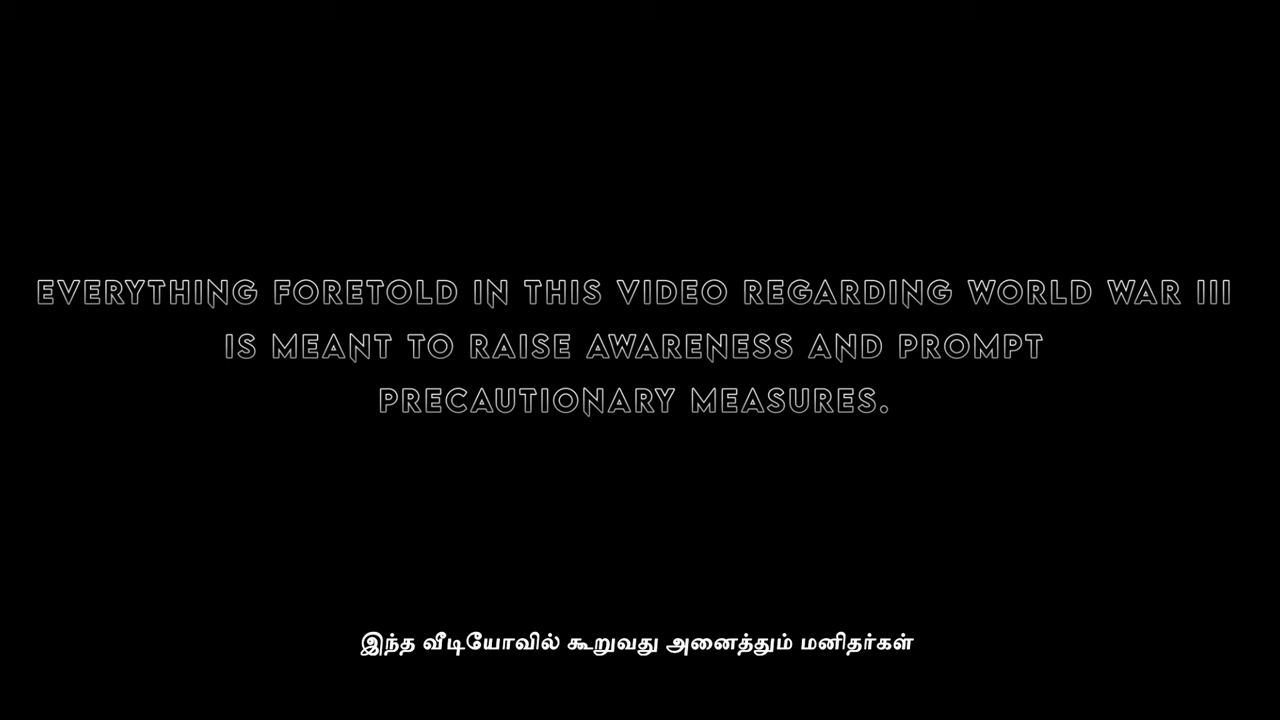 EVERYTHING FORETOLD IN THIS VIDEO REGARDING WORLD WAR III
IS MEANT TO RAISE AWARENESS AND PROMPT
PRECAUTIONARY MEASURES.
இந்த வீடியோவில் கூறுவது அனைத்தும் மனிதர்கள்